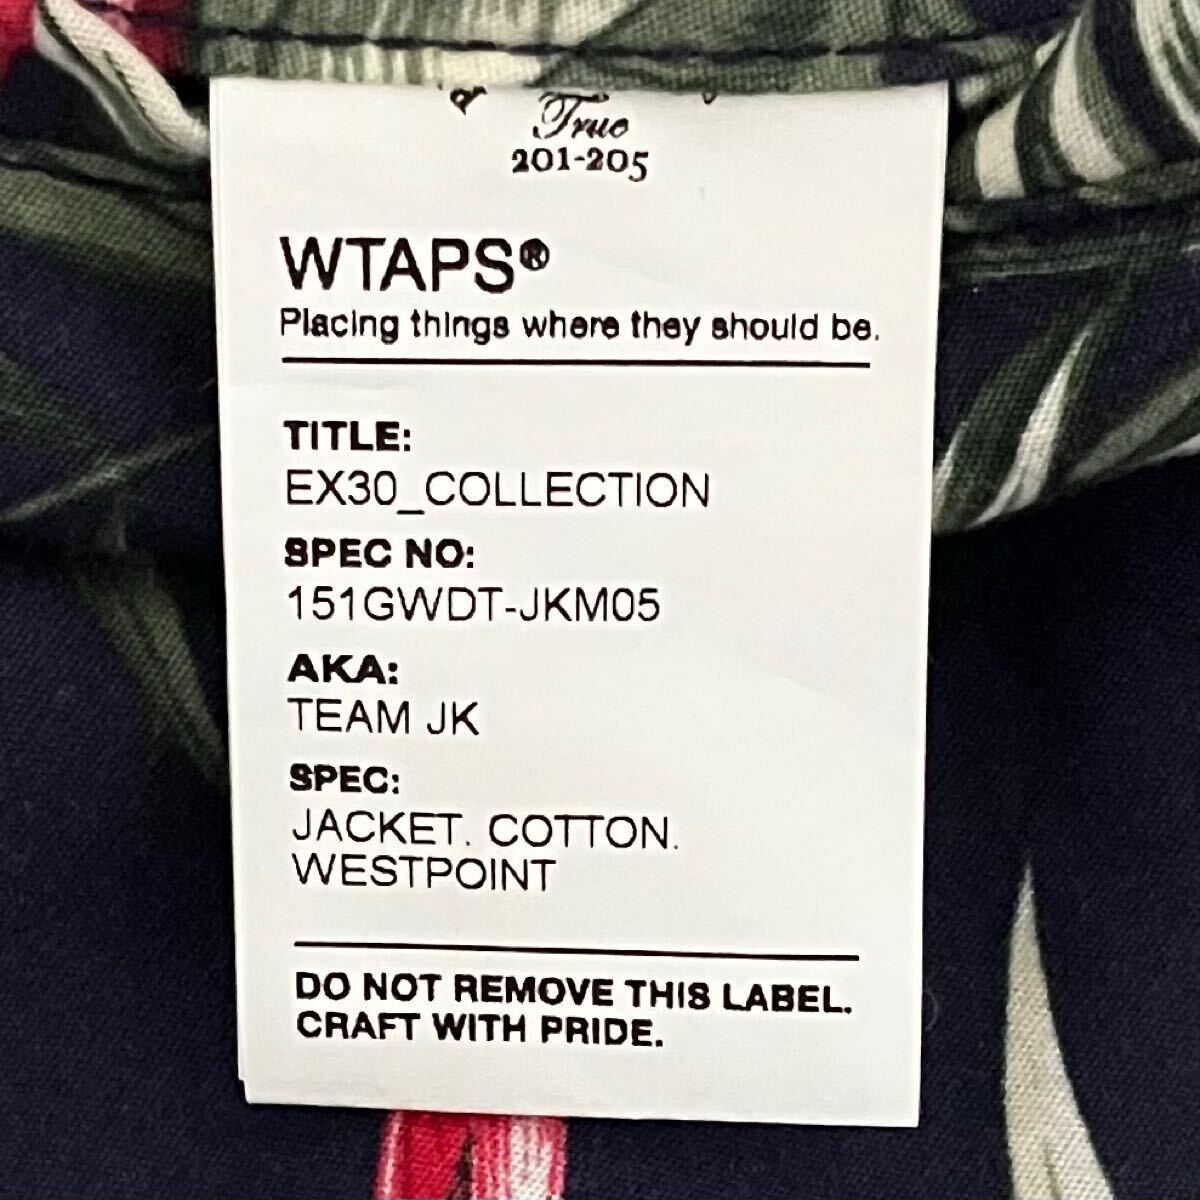 True
201-205
WTAPS®
Placing things where they should be.
TITLE:
EX30_COLLECTION
SPEC NO:
151GWDT-JKM05
AKA:
TEAM JK
SPEC:
JACKET. COTTON.
WESTPOINT
DO NOT REMOVE THIS LABEL.
CRAFT WITH PRIDE.